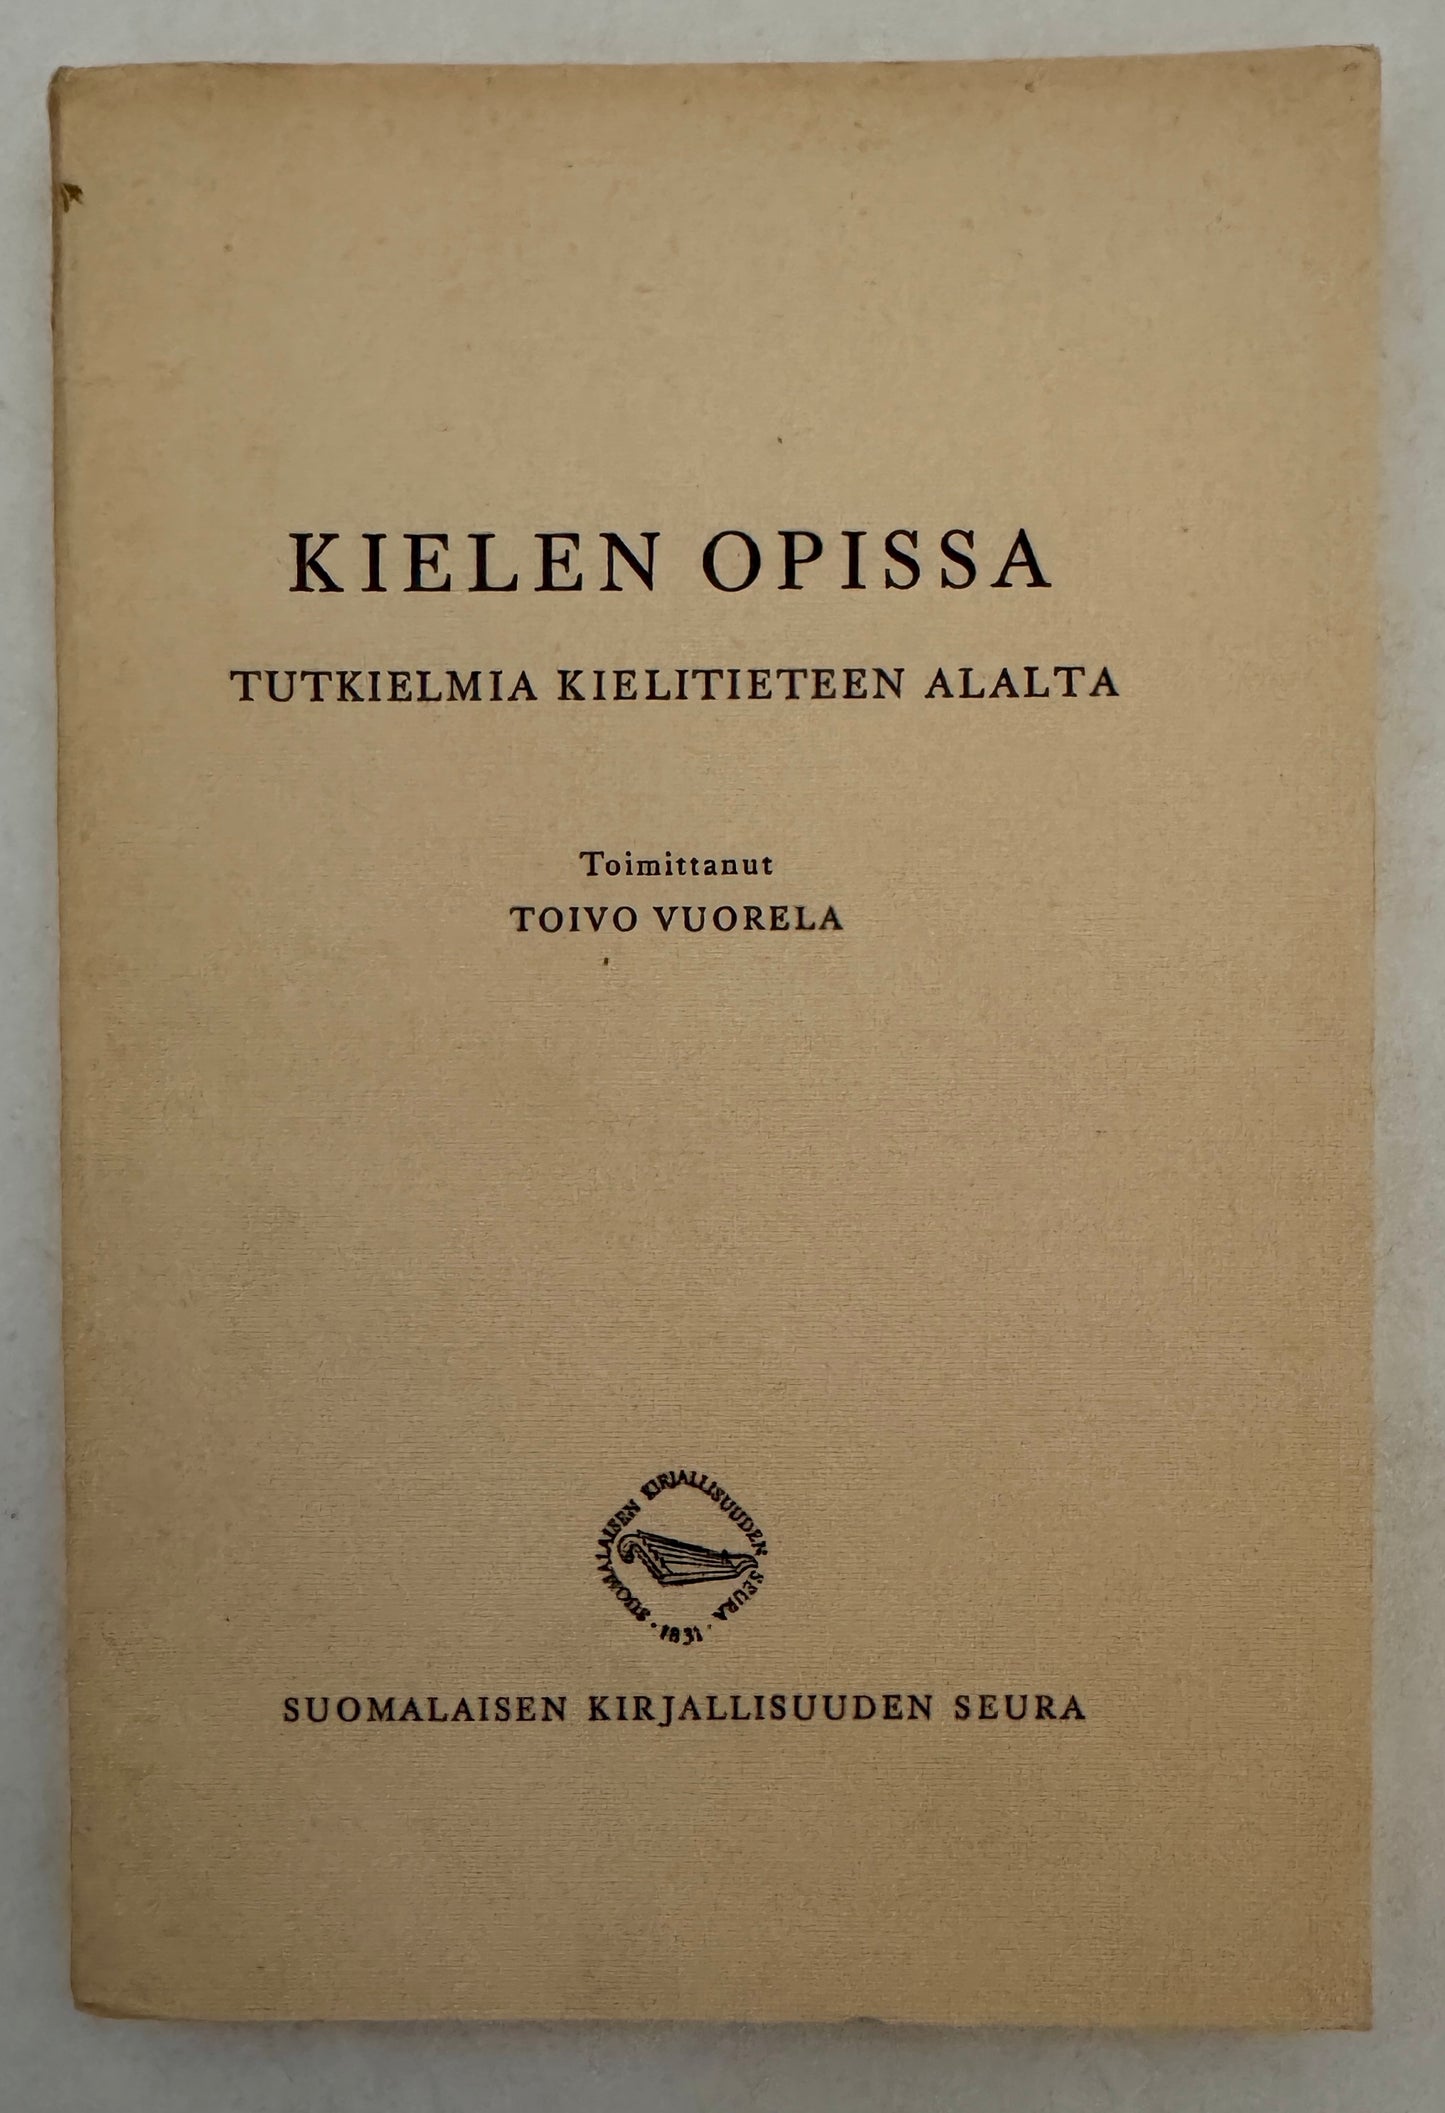 KIELEN OPISSA
TUTKIELMIA KIELITIETEEN ALALTA
Toimittanut
TOIVO VUORELA
SUOMALAISEN KIRJALLISUUDEN SEURA
· 1831 ·
SUOMALAISEN KIRJALLISUUDEN SEURA